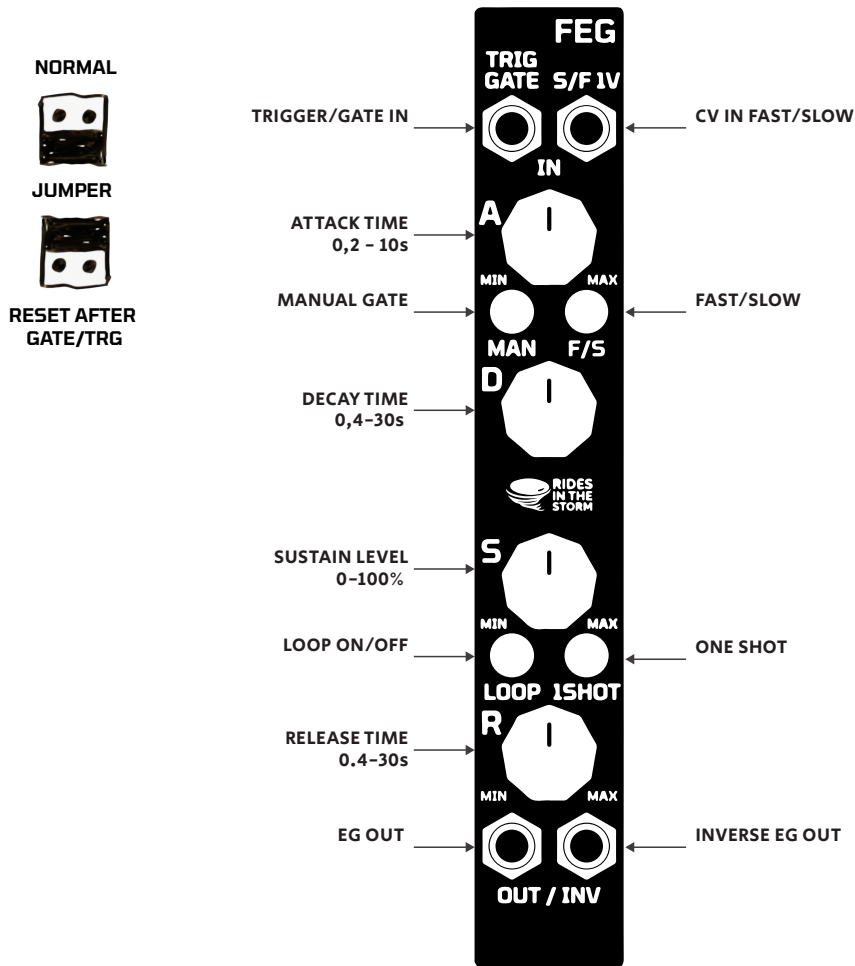 NORMAL
JUMPER
RESET AFTER
GATE/TRG
FEG
TRIG
GATE
S/F 1V
TRIGGER/GATE IN
CV IN FAST/SLOW
IN
A
ATTACK TIME
0,2 – 10s
MIN
MAX
MANUAL GATE
FAST/SLOW
MAN
F/S
D
DECAY TIME
0,4–30s
RIDES
IN THE
STORM
S
SUSTAIN LEVEL
0–100%
MIN
MAX
LOOP ON/OFF
ONE SHOT
LOOP
1SHOT
R
RELEASE TIME
0.4–30s
MIN
MAX
EG OUT
INVERSE EG OUT
OUT / INV